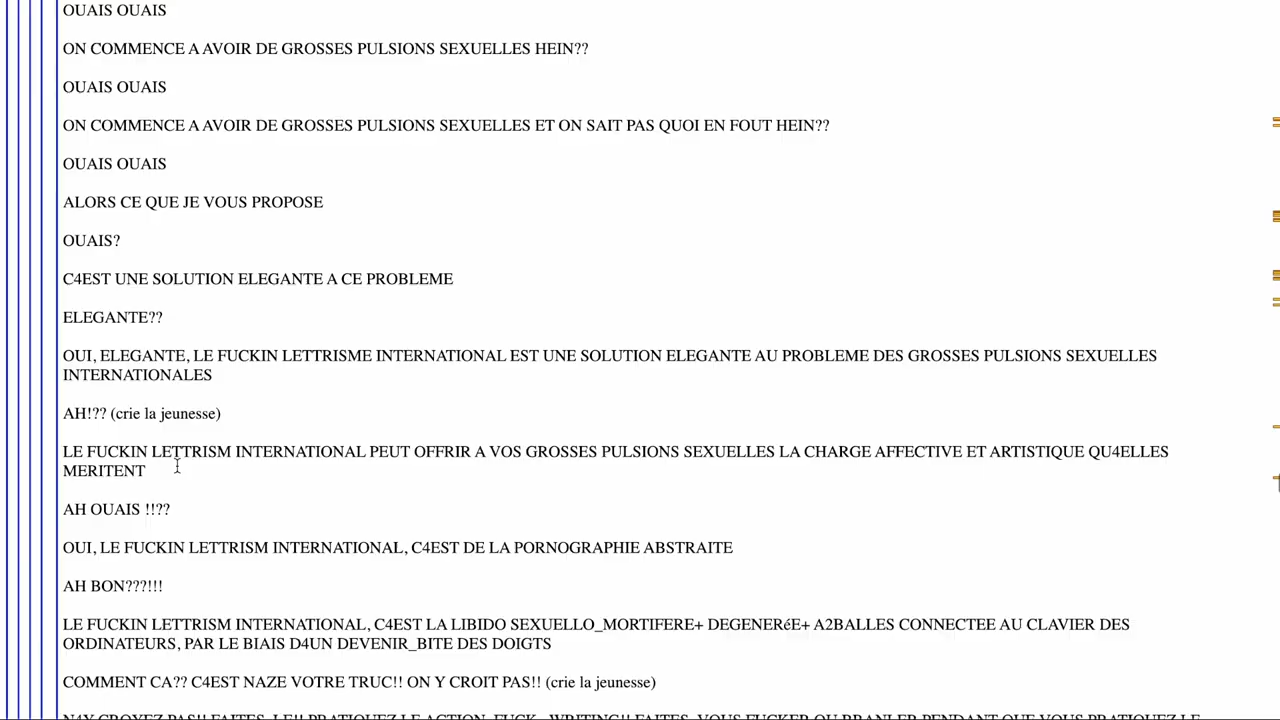 OUAIS OUAIS
ON COMMENCE A AVOIR DE GROSSES PULSIONS SEXUELLES HEIN??
OUAIS OUAIS
ON COMMENCE A AVOIR DE GROSSES PULSIONS SEXUELLES ET ON SAIT PAS QUOI EN FOUT HEIN??
OUAIS OUAIS
ALORS CE QUE JE VOUS PROPOSE
OUAIS?
C4EST UNE SOLUTION ELEGANTE A CE PROBLEME
ELEGANTE??
OUI, ELEGANTE, LE FUCKIN LETTRISME INTERNATIONAL EST UNE SOLUTION ELEGANTE AU PROBLEME DES GROSSES PULSIONS SEXUELLES
INTERNATIONALES
AH!?? (crie la jeunesse)
LE FUCKIN LETTRISM INTERNATIONAL PEUT OFFRIR A VOS GROSSES PULSIONS SEXUELLES LA CHARGE AFFECTIVE ET ARTISTIQUE QU4ELLES
MERITENT
AH OUAIS !!??
OUI, LE FUCKIN LETTRISM INTERNATIONAL, C4EST DE LA PORNOGRAPHIE ABSTRAITE
AH BON???!!!
LE FUCKIN LETTRISM INTERNATIONAL, C4EST LA LIBIDO SEXUELLO_MORTIFERE+ DEGENERéE+ A2BALLES CONNECTEE AU CLAVIER DES
ORDINATEURS, PAR LE BIAIS D4UN DEVENIR_BITE DES DOIGTS
COMMENT CA?? C4EST NAZE VOTRE TRUC!! ON Y CROIT PAS!! (crie la jeunesse)